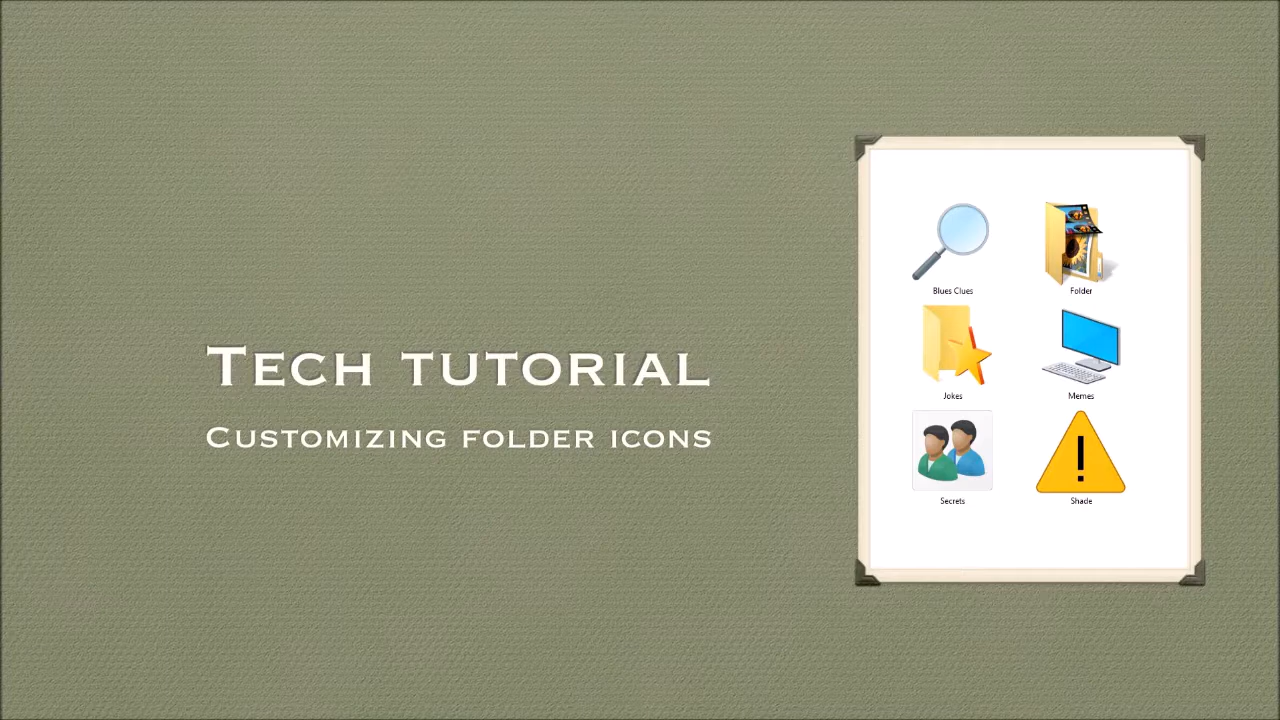 Tech tutorial
Customizing folder icons
Blues Clues
Folder
Jokes
Memes
Secrets
Shade